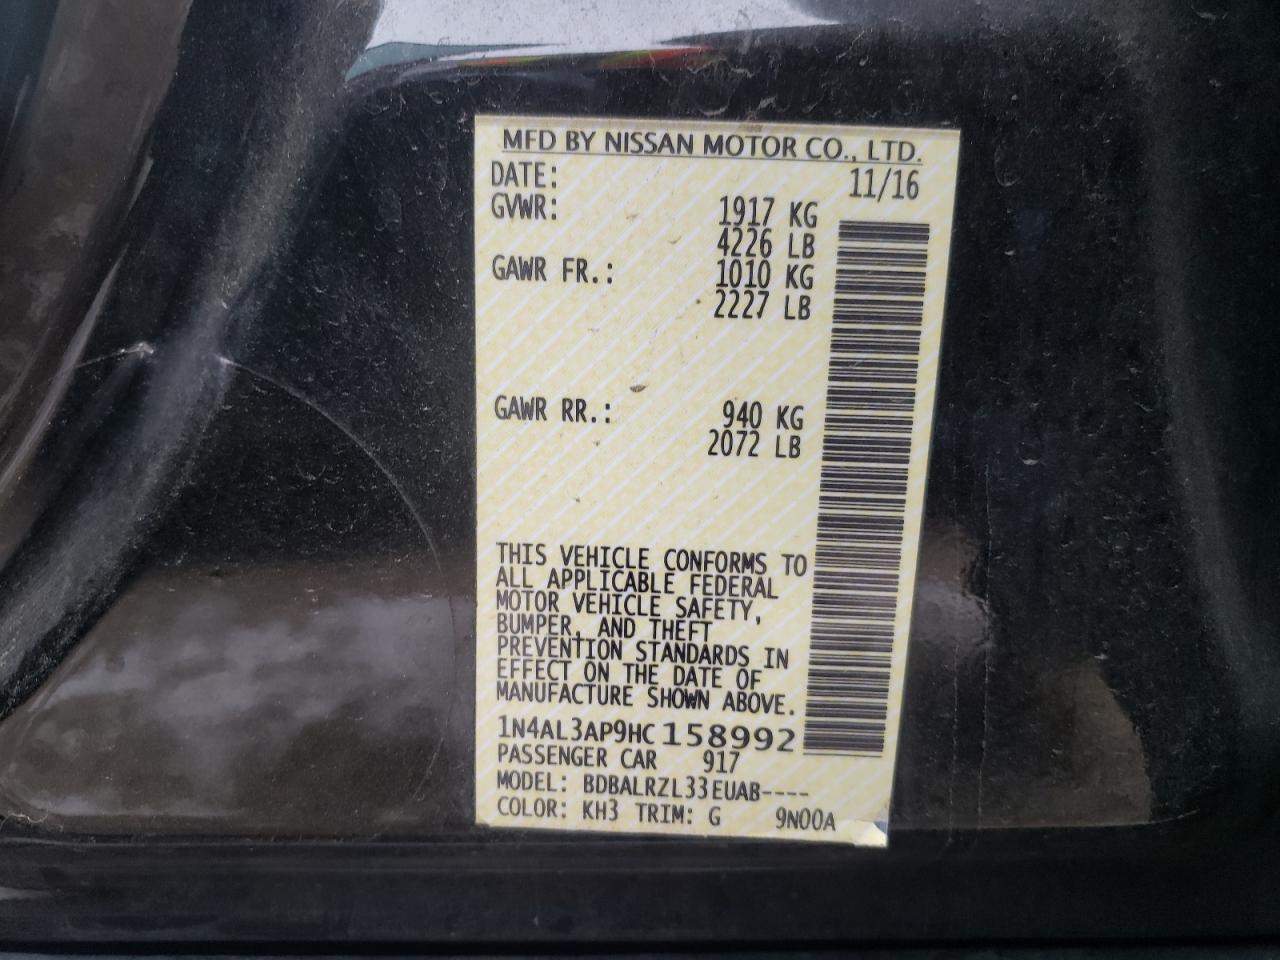 MFD BY NISSAN MOTOR CO., LTD.
DATE: 11/16
GVWR: 1917 KG
4226 LB
GAWR FR.: 1010 KG
2227 LB
GAWR RR.: 940 KG
2072 LB
THIS VEHICLE CONFORMS TO
ALL APPLICABLE FEDERAL
MOTOR VEHICLE SAFETY,
BUMPER, AND THEFT
PREVENTION STANDARDS IN
EFFECT ON THE DATE OF
MANUFACTURE SHOWN ABOVE.
1N4AL3AP9HC158992
PASSENGER CAR 917
MODEL: BDBALRZL33EUAB----
COLOR: KH3 TRIM: G 9N00A